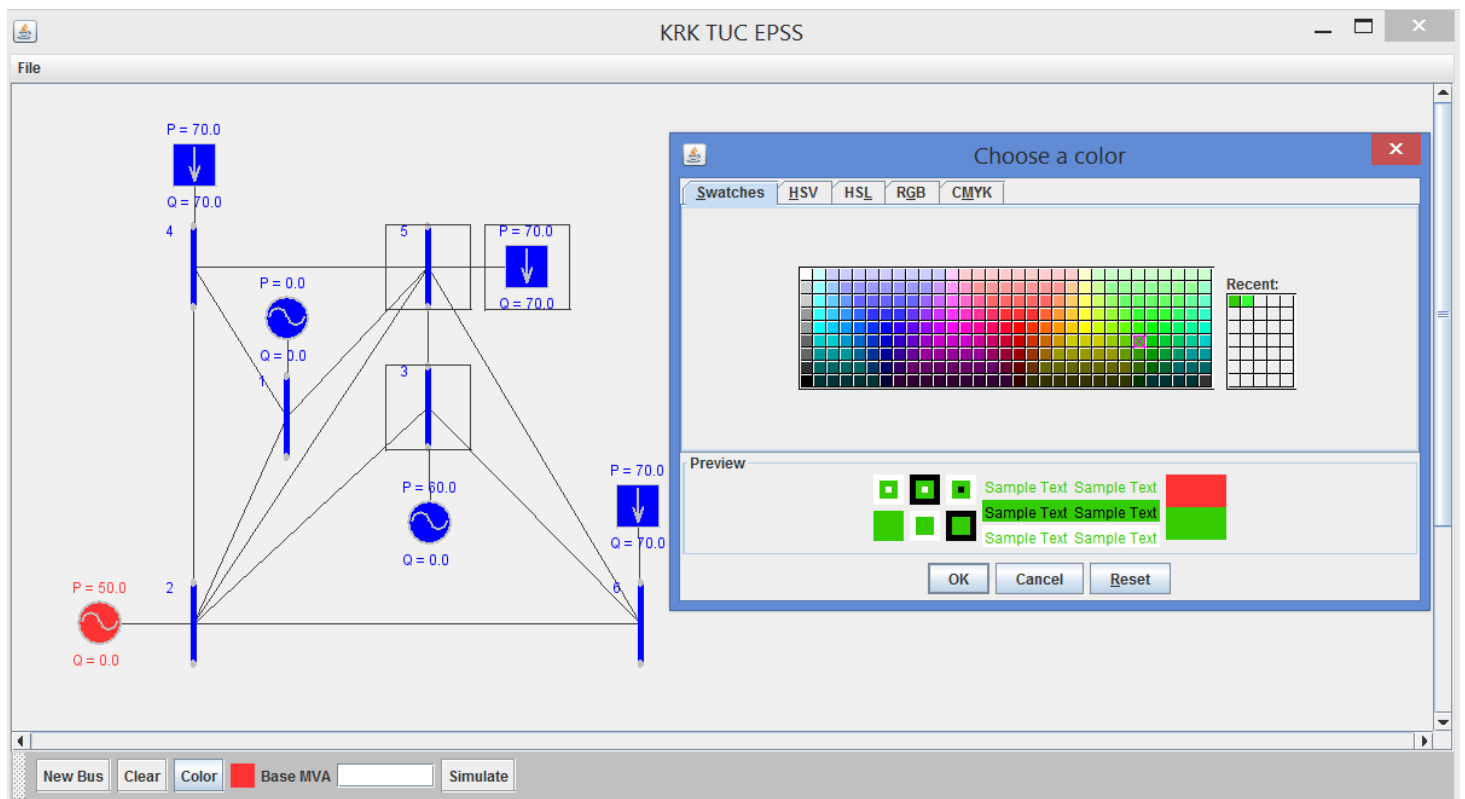 KRK TUC EPSS
File
P = 70.0
Q = 70.0
4
5
P = 70.0
Q = 70.0
P = 0.0
Q = 0.0
1
3
P = 60.0
Q = 0.0
P = 70.0
Q = 70.0
6
P = 50.0
Q = 0.0
2
Choose a color
Swatches HSV HSL RGB CMYK
Recent:
Preview
Sample Text Sample Text
Sample Text Sample Text
Sample Text Sample Text
OK Cancel Reset
New Bus Clear Color Base MVA Simulate